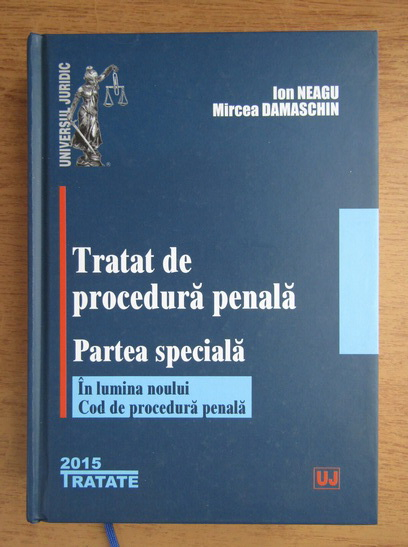 UNIVERSUL JURIDIC
Ion NEAGU
Mircea DAMASCHIN
Tratat de
procedură penală
Partea specială
În lumina noului
Cod de procedură penală
2015
TRATATE
UJ